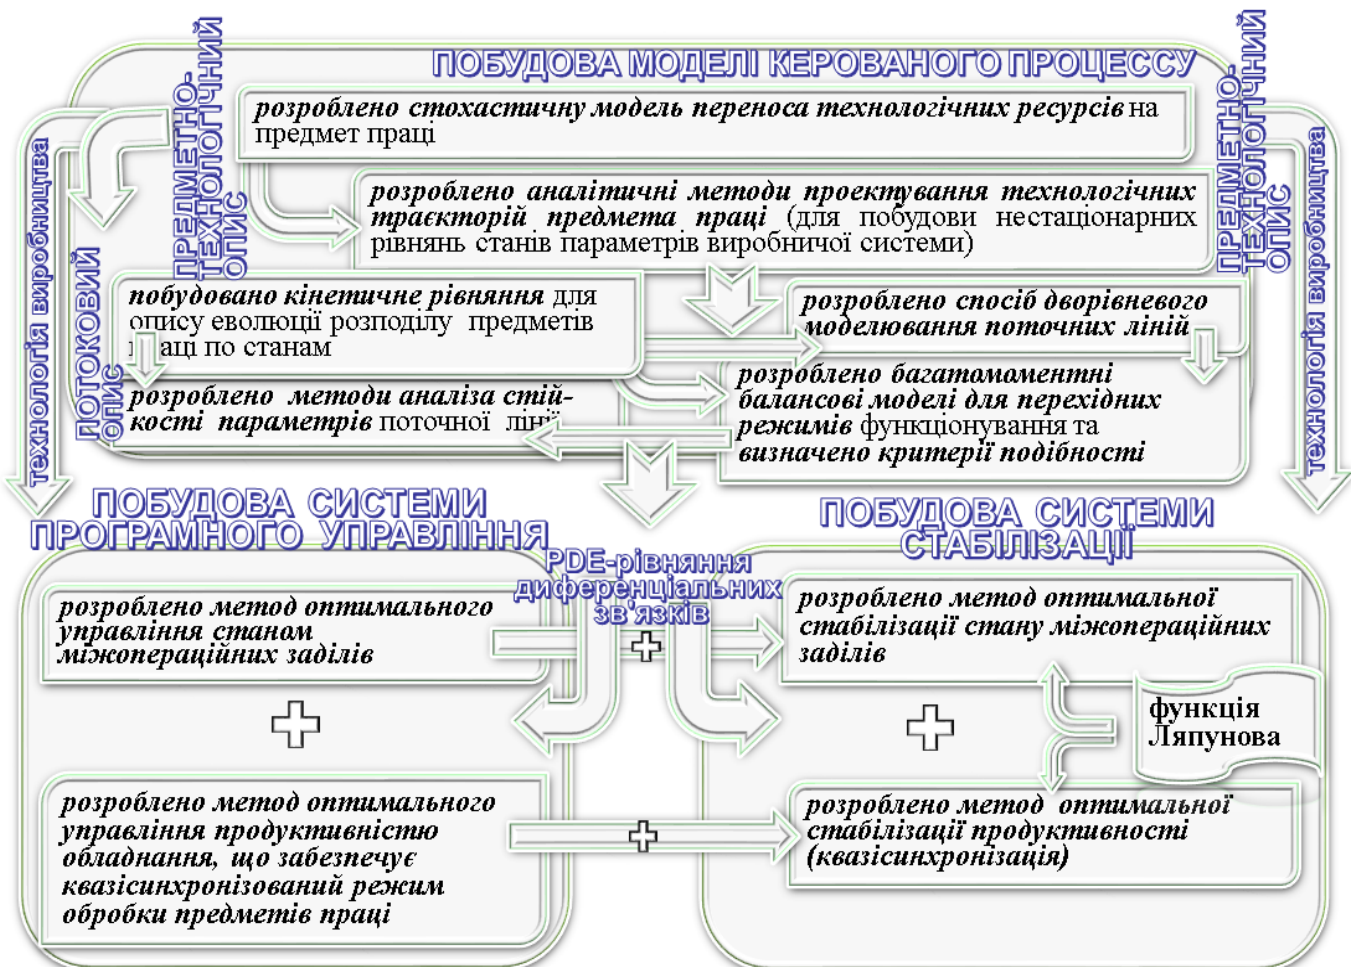 ПОБУДОВА МОДЕЛІ КЕРОВАНОГО ПРОЦЕССУ
ПРЕДМЕТНО-
ТЕХНОЛОГІЧНИЙ
ОПИС
ПРЕДМЕТНО-
ТЕХНОЛОГІЧНИЙ
ОПИС
розроблено стохастичну модель переноса технологічних ресурсів на
предмет праці
розроблено аналітичні методи проектування технологічних
траєкторій предмета праці (для побудови нестаціонарних
рівнянь станів параметрів виробничої системи)
технологія виробництва
ПОТОКОВИЙ
ОПИС
технологія виробництва
побудовано кінетичне рівняння для
опису еволюції розподілу предметів
праці по станам
розроблено спосіб дворівневого
моделювання поточних ліній
розроблено методи аналіза стій-
кості параметрів поточної ліній
розроблено багатомоментні
балансові моделі для перехідних
режимів функціонування та
визначено критерії подібності
ПОБУДОВА СИСТЕМИ
ПРОГРАМНОГО УПРАВЛІННЯ
ПОБУДОВА СИСТЕМИ
СТАБІЛІЗАЦІЇ
PDE-рівняння
диференціальних
зв'язків
розроблено метод оптимального
управління станом
міжопераційних заділів
розроблено метод оптимальної
стабілізації стану міжопераційних
заділів
функція
Ляпунова
розроблено метод оптимального
управління продуктивністю
обладнання, що забезпечує
квазісинхронізований режим
обробки предметів праці
розроблено метод оптимальної
стабілізації продуктивності
(квазісинхронізація)